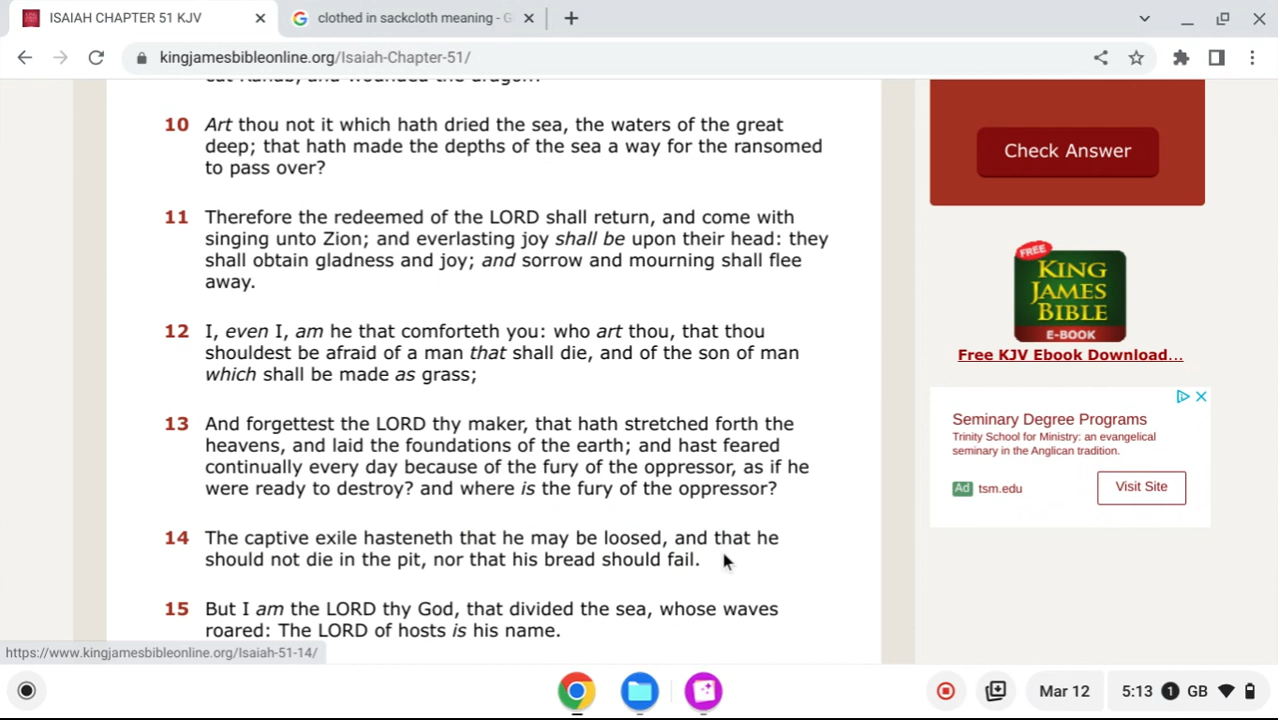 ISAIAH CHAPTER 51 KJV
clothed in sackcloth meaning - G
kingjamesbibleonline.org/Isaiah-Chapter-51/
cut Rahab, and wounded the dragon?
10 Art thou not it which hath dried the sea, the waters of the great
deep; that hath made the depths of the sea a way for the ransomed
to pass over?
11 Therefore the redeemed of the LORD shall return, and come with
singing unto Zion; and everlasting joy shall be upon their head: they
shall obtain gladness and joy; and sorrow and mourning shall flee
away.
12 I, even I, am he that comforteth you: who art thou, that thou
shouldest be afraid of a man that shall die, and of the son of man
which shall be made as grass;
13 And forgettest the LORD thy maker, that hath stretched forth the
heavens, and laid the foundations of the earth; and hast feared
continually every day because of the fury of the oppressor, as if he
were ready to destroy? and where is the fury of the oppressor?
14 The captive exile hasteneth that he may be loosed, and that he
should not die in the pit, nor that his bread should fail.
15 But I am the LORD thy God, that divided the sea, whose waves
roared: The LORD of hosts is his name.
Check Answer
FREE
KING
JAMES
BIBLE
E-BOOK
Free KJV Ebook Download...
Seminary Degree Programs
Trinity School for Ministry: an evangelical
seminary in the Anglican tradition.
Ad tsm.edu
Visit Site
https://www.kingjamesbibleonline.org/Isaiah-51-14/
Mar 12
5:13 1 GB